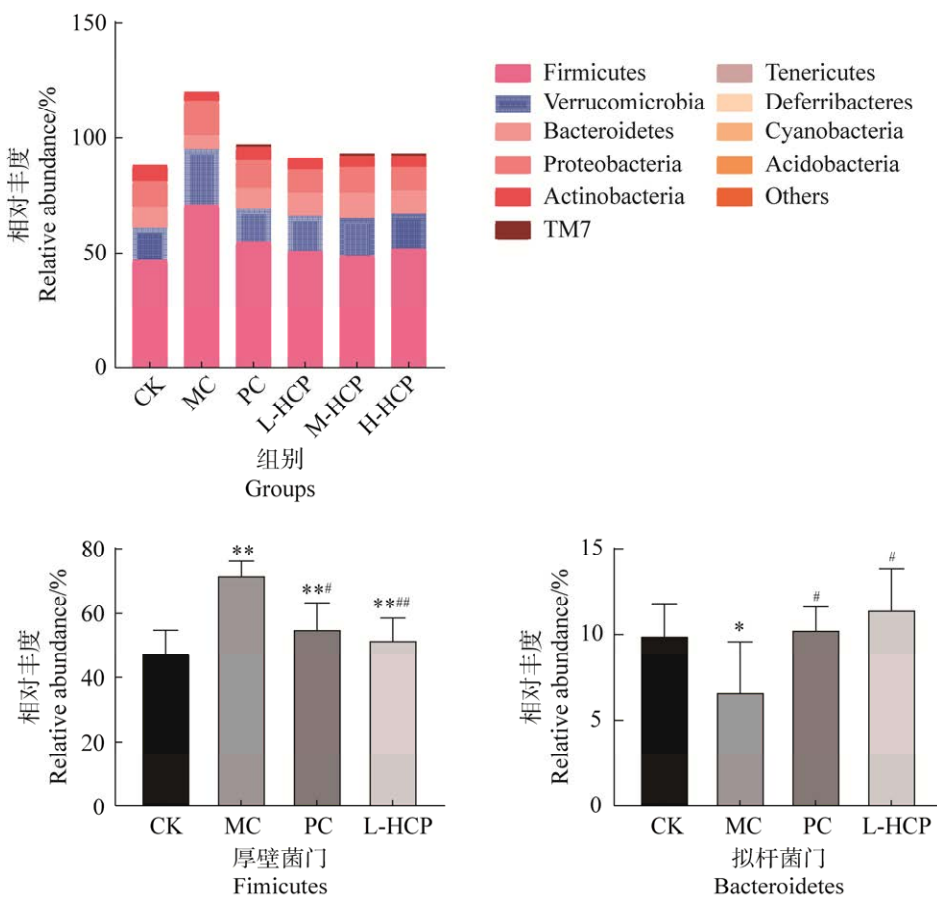 150
100
50
0
相对丰度
Relative abundance/%
CK
MC
PC
L-HCP
M-HCP
H-HCP
组别
Groups
Firmicutes
Verrucomicrobia
Bacteroidetes
Proteobacteria
Actinobacteria
TM7
Tenericutes
Deferribacteres
Cyanobacteria
Acidobacteria
Others
80
60
40
20
0
相对丰度
Relative abundance/%
**
**#
**##
CK MC PC L-HCP
厚壁菌门
Fimicutes
15
10
5
0
相对丰度
Relative abundance/%
*
#
#
CK MC PC L-HCP
拟杆菌门
Bacteroidetes